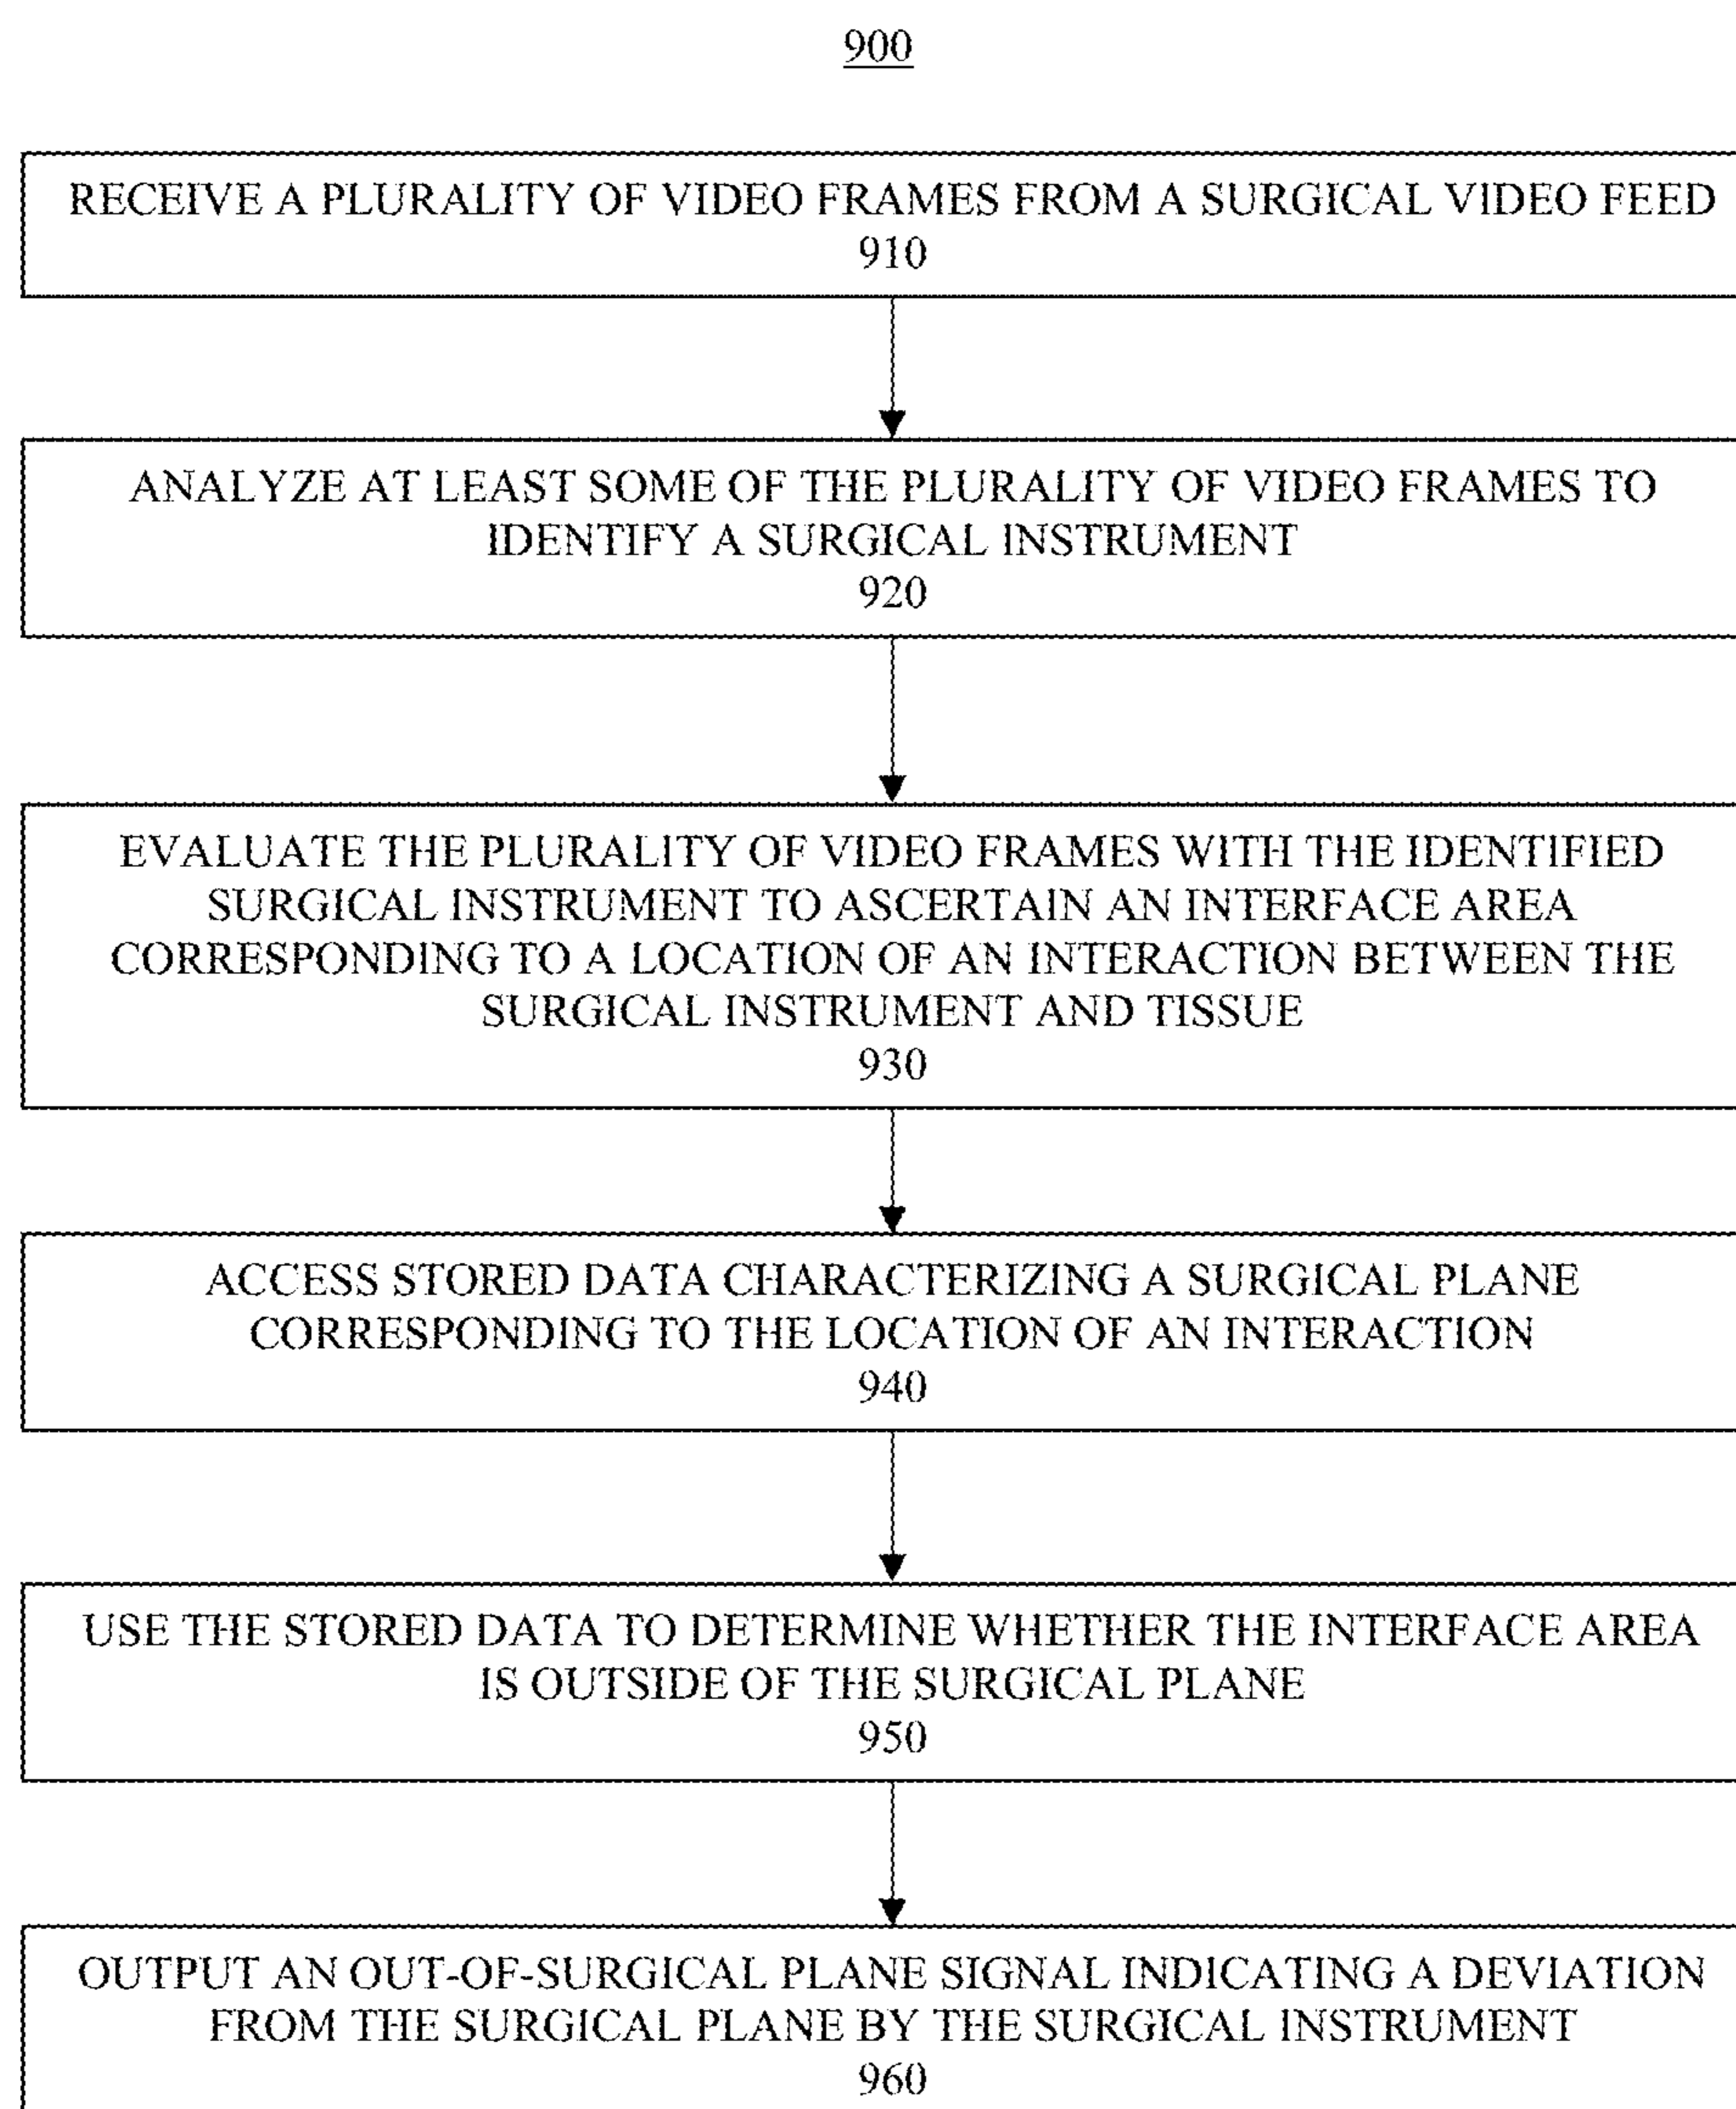 900
RECEIVE A PLURALITY OF VIDEO FRAMES FROM A SURGICAL VIDEO FEED
910
ANALYZE AT LEAST SOME OF THE PLURALITY OF VIDEO FRAMES TO
IDENTIFY A SURGICAL INSTRUMENT
920
EVALUATE THE PLURALITY OF VIDEO FRAMES WITH THE IDENTIFIED
SURGICAL INSTRUMENT TO ASCERTAIN AN INTERFACE AREA
CORRESPONDING TO A LOCATION OF AN INTERACTION BETWEEN THE
SURGICAL INSTRUMENT AND TISSUE
930
ACCESS STORED DATA CHARACTERIZING A SURGICAL PLANE
CORRESPONDING TO THE LOCATION OF AN INTERACTION
940
USE THE STORED DATA TO DETERMINE WHETHER THE INTERFACE AREA
IS OUTSIDE OF THE SURGICAL PLANE
950
OUTPUT AN OUT-OF-SURGICAL PLANE SIGNAL INDICATING A DEVIATION
FROM THE SURGICAL PLANE BY THE SURGICAL INSTRUMENT
960